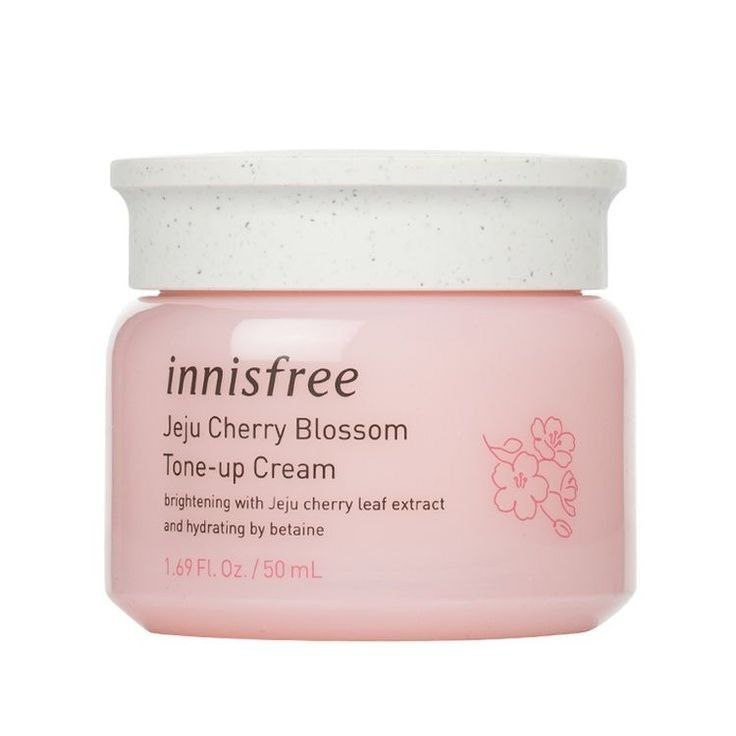 innisfree
Jeju Cherry Blossom
Tone-up Cream
brightening with Jeju cherry leaf extract
and hydrating by betaine
1.69 Fl. Oz. / 50 mL